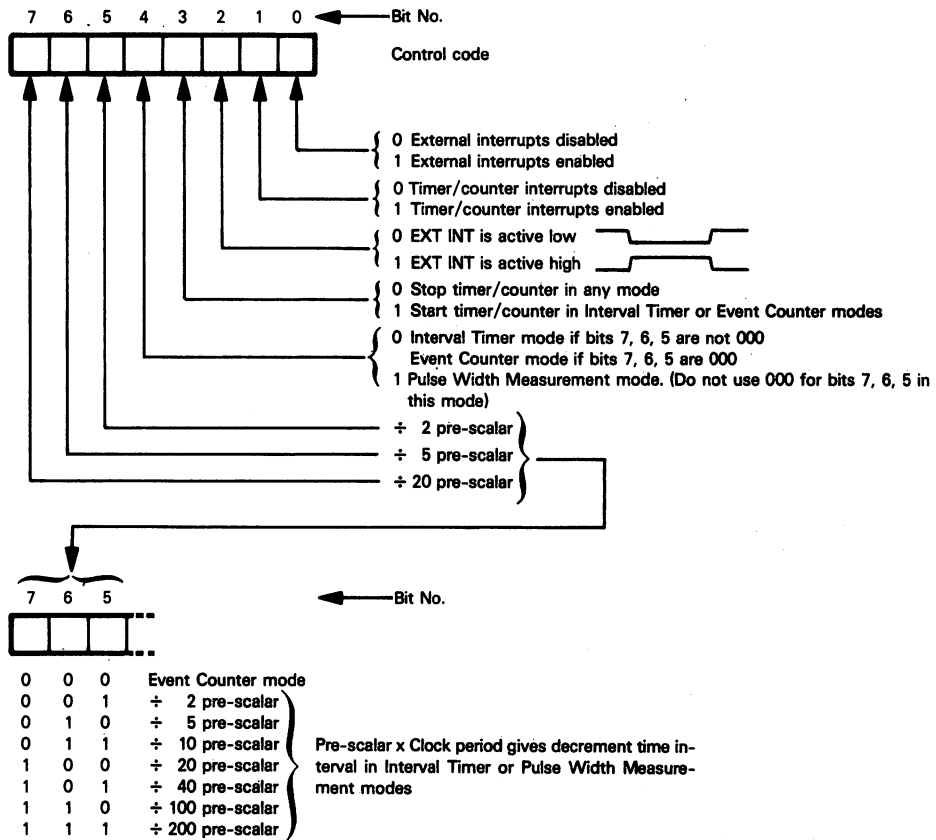 7 6 5 4 3 2 1 0 Bit No.
Control code
0 External interrupts disabled
1 External interrupts enabled
0 Timer/counter interrupts disabled
1 Timer/counter interrupts enabled
0 EXT INT is active low
1 EXT INT is active high
0 Stop timer/counter in any mode
1 Start timer/counter in Interval Timer or Event Counter modes
0 Interval Timer mode if bits 7, 6, 5 are not 000
Event Counter mode if bits 7, 6, 5 are 000
1 Pulse Width Measurement mode. (Do not use 000 for bits 7, 6, 5 in
this mode)
÷ 2 pre-scalar
÷ 5 pre-scalar
÷ 20 pre-scalar
7 6 5 Bit No.
0 0 0 Event Counter mode
0 0 1 ÷ 2 pre-scalar
0 1 0 ÷ 5 pre-scalar
0 1 1 ÷ 10 pre-scalar
1 0 0 ÷ 20 pre-scalar
1 0 1 ÷ 40 pre-scalar
1 1 0 ÷ 100 pre-scalar
1 1 1 ÷ 200 pre-scalar
Pre-scalar x Clock period gives decrement time in-
terval in Interval Timer or Pulse Width Measure-
ment modes